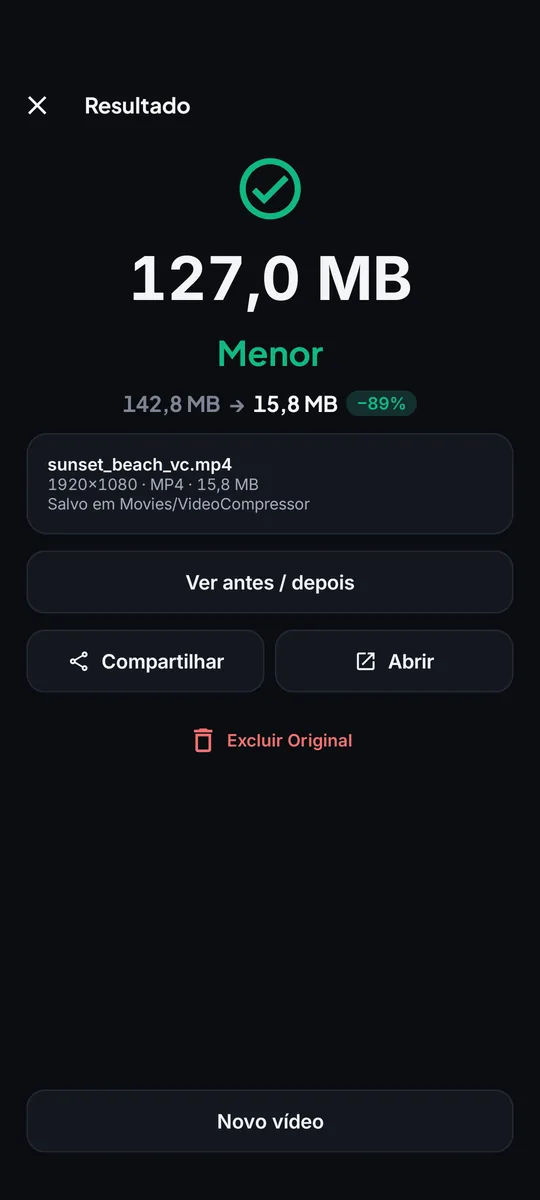 Resultado
127,0 MB
Menor
142,8 MB → 15,8 MB −89%
sunset_beach_vc.mp4
1920×1080 · MP4 · 15,8 MB
Salvo em Movies/VideoCompressor
Ver antes / depois
Compartilhar
Abrir
Excluir Original
Novo vídeo